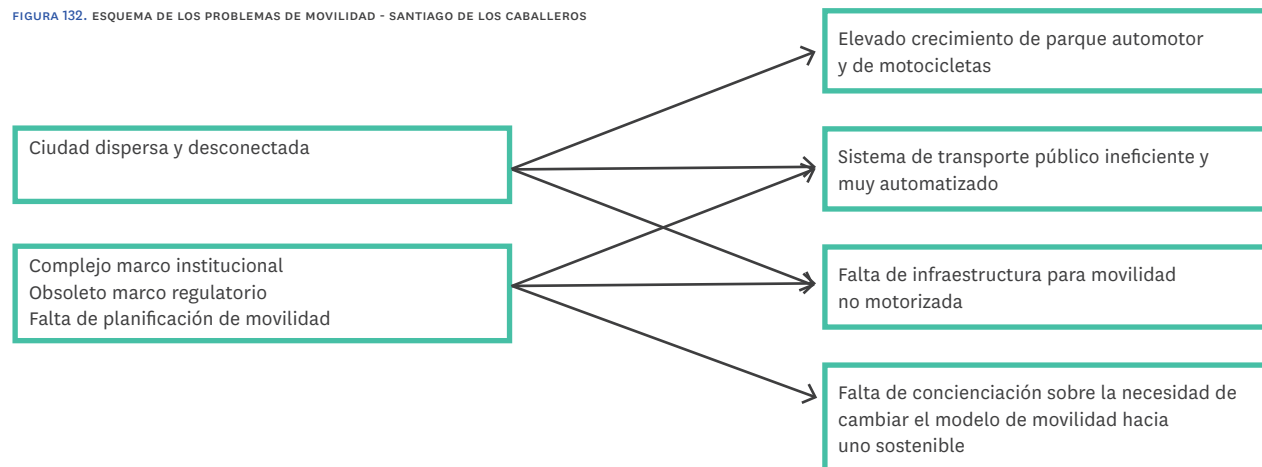 FIGURA 132. ESQUEMA DE LOS PROBLEMAS DE MOVILIDAD - SANTIAGO DE LOS CABALLEROS
Ciudad dispersa y desconectada
Complejo marco institucional
Obsoleto marco regulatorio
Falta de planificación de movilidad
Elevado crecimiento de parque automotor
y de motocicletas
Sistema de transporte público ineficiente y
muy automatizado
Falta de infraestructura para movilidad
no motorizada
Falta de concienciación sobre la necesidad de
cambiar el modelo de movilidad hacia
uno sostenible